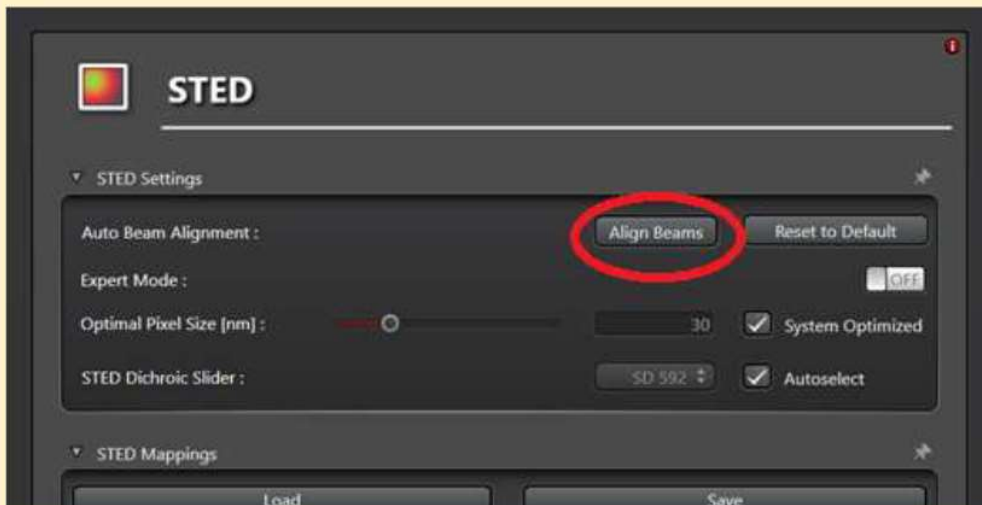 STED
STED Settings
Auto Beam Alignment : Align Beams Reset to Default
Expert Mode : OFF
Optimal Pixel Size [nm] : 30 System Optimized
STED Dichroic Slider : SD 592 Autoselect
STED Mappings
Load Save